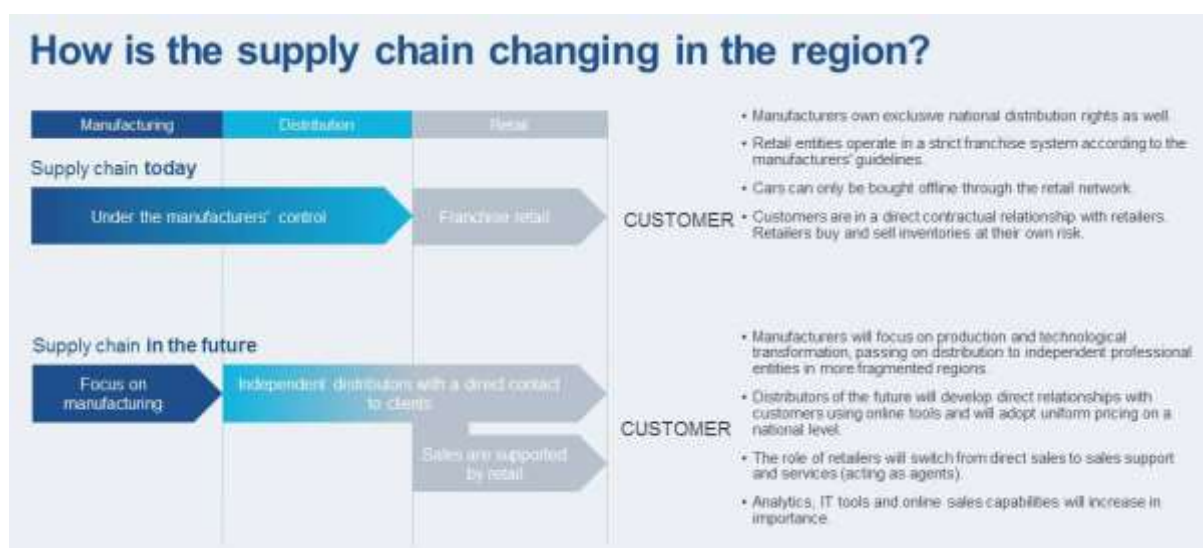 How is the supply chain changing in the region?
Manufacturing
Distribution
Retail
Supply chain today
Under the manufacturers' control
Franchise retail
CUSTOMER
• Manufacturers own exclusive national distribution rights as well.
• Retail entities operate in a strict franchise system according to the
manufacturers' guidelines.
• Cars can only be bought offline through the retail network.
• Customers are in a direct contractual relationship with retailers.
Retailers buy and sell inventories at their own risk.
Supply chain in the future
Focus on
manufacturing
Independent distributors with a direct contact
to clients
Sales are supported
by retail
CUSTOMER
• Manufacturers will focus on production and technological
transformation, passing on distribution to independent professional
entities in more fragmented regions.
• Distributors of the future will develop direct relationships with
customers using online tools and will adopt uniform pricing on a
national level.
• The role of retailers will switch from direct sales to sales support
and services (acting as agents).
• Analytics, IT tools and online sales capabilities will increase in
importance.